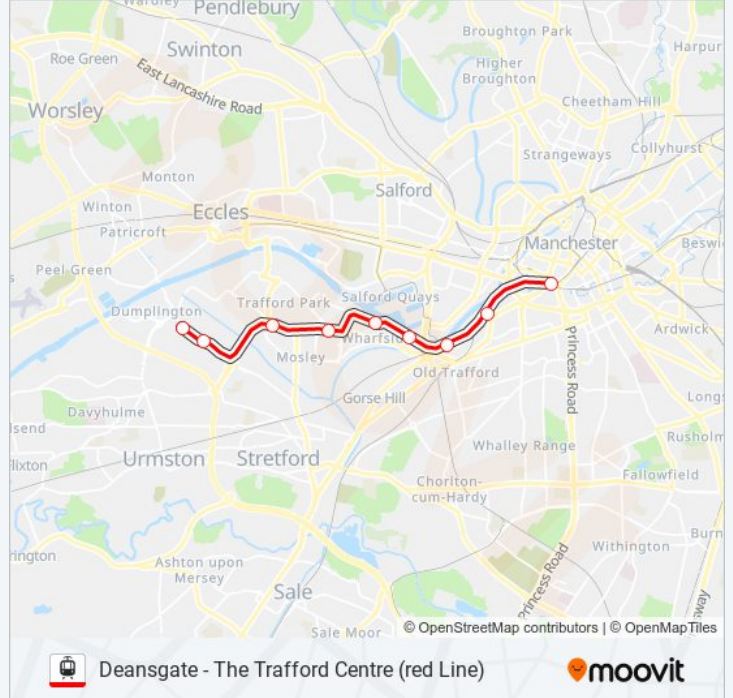 Wardley
Pendlebury
Broughton Park
Swinton
Roe Green
Harpur
Higher
Broughton
East Lancashire Road
Worsley
Cheetham Hill
Collyhurst
Strangeways
Monton
Salford
Winton
Eccles
Patricroft
Manchester
Beswi
Peel Green
s
Dumplington
Trafford Park
Salford Quays
Ardwick
Wharfsid
Mosley
Old Trafford
Princess Road
Gorse Hill
Longs
Davyhulme
Rusholm
lsend
Whalley Range
Urmston
Stretford
Flixton
Fallowfield
Chorlton-
cum-Hardy
Burn
Withington
rington
Ashton upon
Mersey
Princess Road
Sale
way
Sale Moor
© OpenStreetMap contributors | © OpenMapTiles
Deansgate - The Trafford Centre (red Line)
moovit